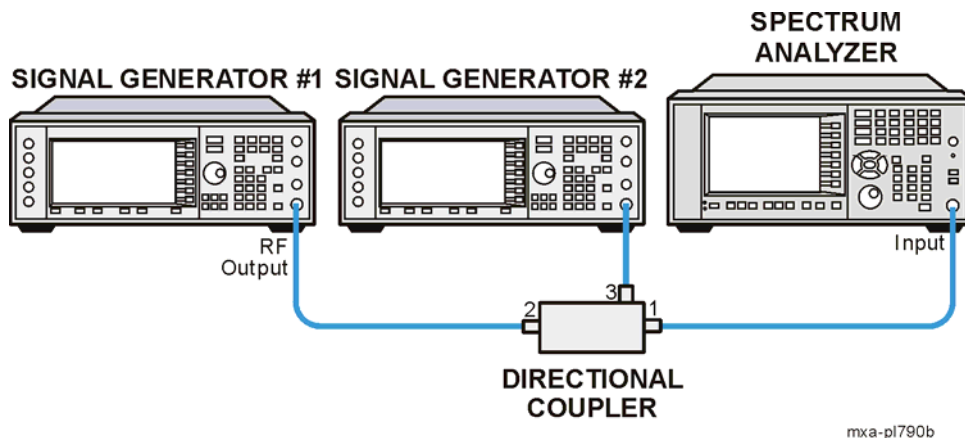 SPECTRUM
ANALYZER
SIGNAL GENERATOR #1
SIGNAL GENERATOR #2
RF
Output
Input
3
2
1
DIRECTIONAL
COUPLER
mxa-pl790b